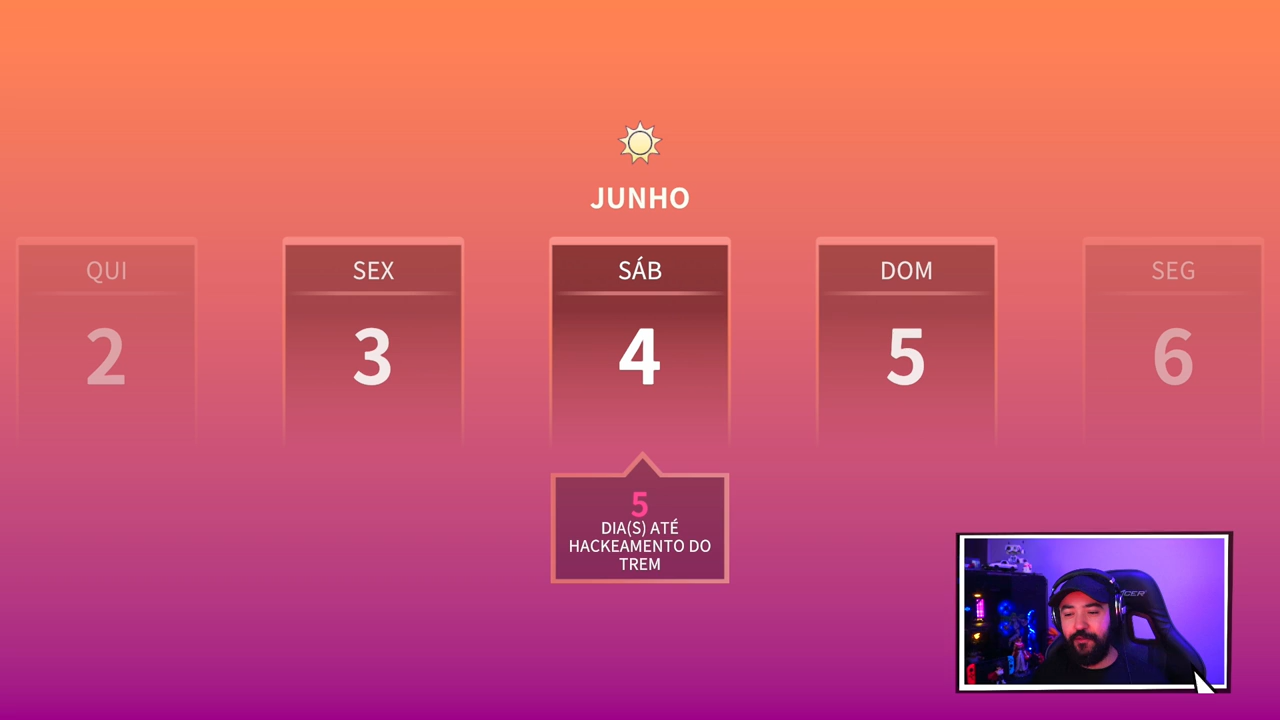 JUNHO
QUI
SEX
SÁB
DOM
SEG
2
3
4
5
6
5
DIA(S) ATÉ
HACKEAMENTO DO
TREM